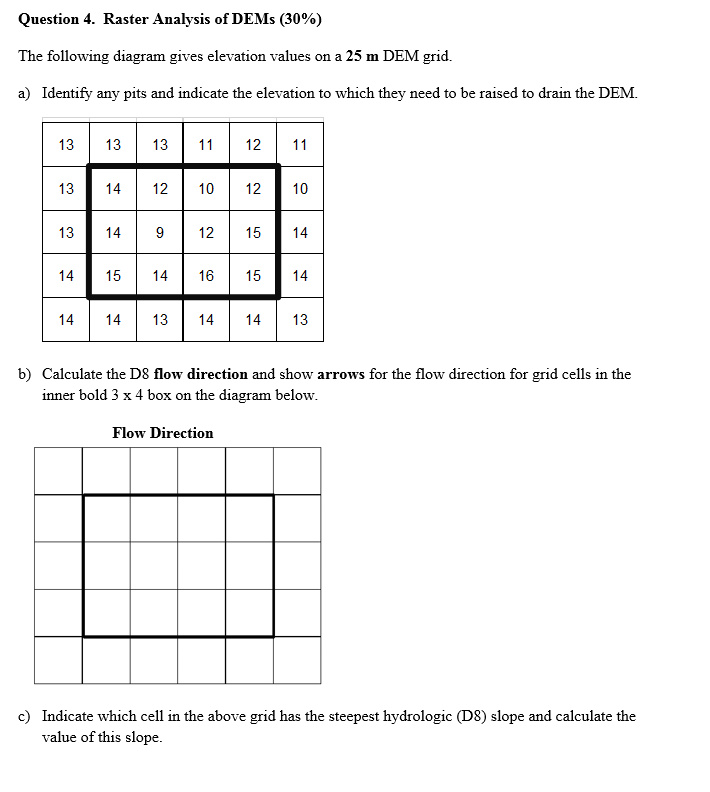 Question 4. Raster Analysis of DEMs (30%)
The following diagram gives elevation values on a 25 m DEM grid.
a) Identify any pits and indicate the elevation to which they need to be raised to drain the DEM.
13 13 13 11 12 11
13 14 12 10 12 10
13 14 9 12 15 14
14 15 14 16 15 14
14 14 13 14 14 13
b) Calculate the D8 flow direction and show arrows for the flow direction for grid cells in the
inner bold 3 x 4 box on the diagram below.
Flow Direction
c) Indicate which cell in the above grid has the steepest hydrologic (D8) slope and calculate the
value of this slope.